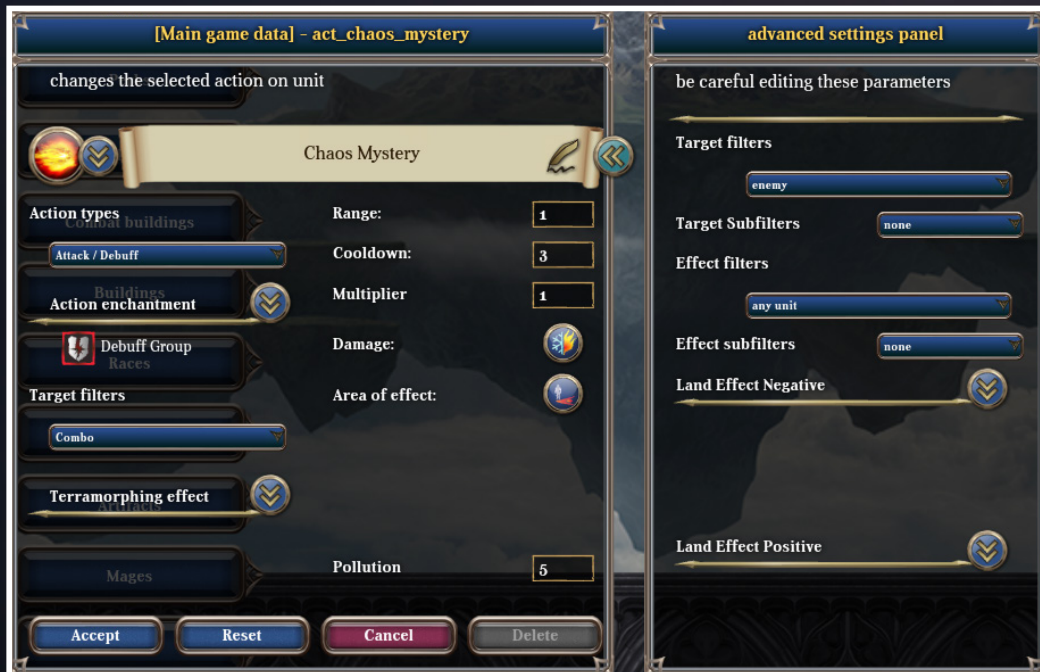 [Main game data] - act_chaos_mystery
changes the selected action on unit
Chaos Mystery
Action types
Combat buildings
Attack / Debuff
Buildings
Action enchantment
Debuff Group
Races
Target filters
Combo
Terramorphing effect
Artifacts
Mages
Range:
1
Cooldown:
3
Multiplier
1
Damage:
Area of effect:
Pollution
5
Accept
Reset
Cancel
Delete
advanced settings panel
be careful editing these parameters
Target filters
enemy
Target Subfilters
none
Effect filters
any unit
Effect subfilters
none
Land Effect Negative
Land Effect Positive